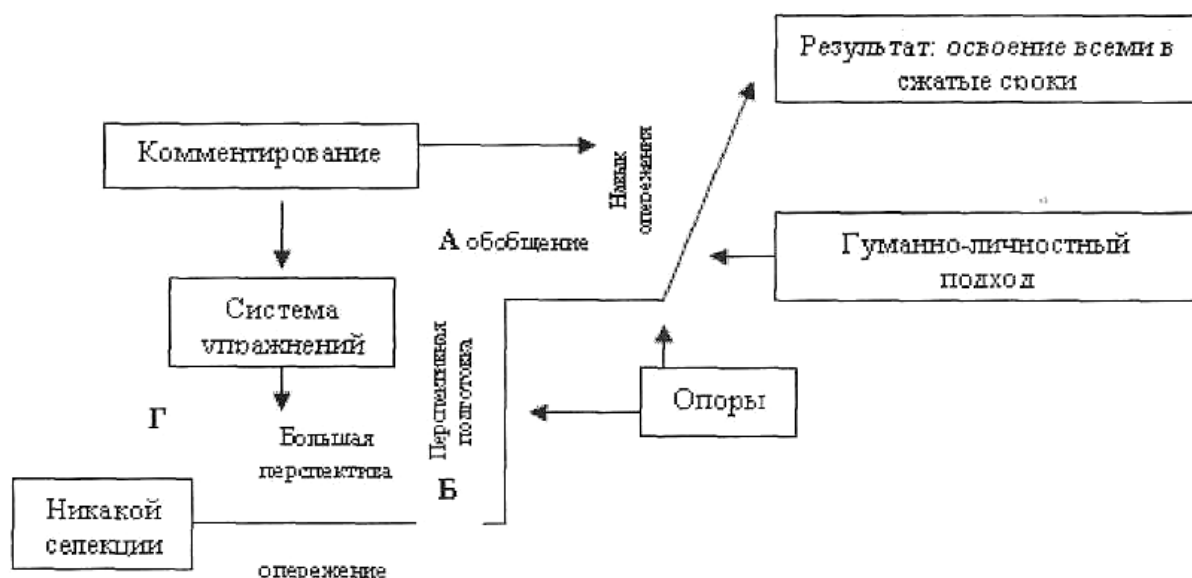 Результат: освоение всеми в
сжатые сроки
Комментирование
Навык
опережения
А обобщение
Гуманно-личностный
подход
Система
упражнений
Перспективная
подготовка
Опоры
Г
Большая
перспектива
Б
Никакой
селекции
опережение